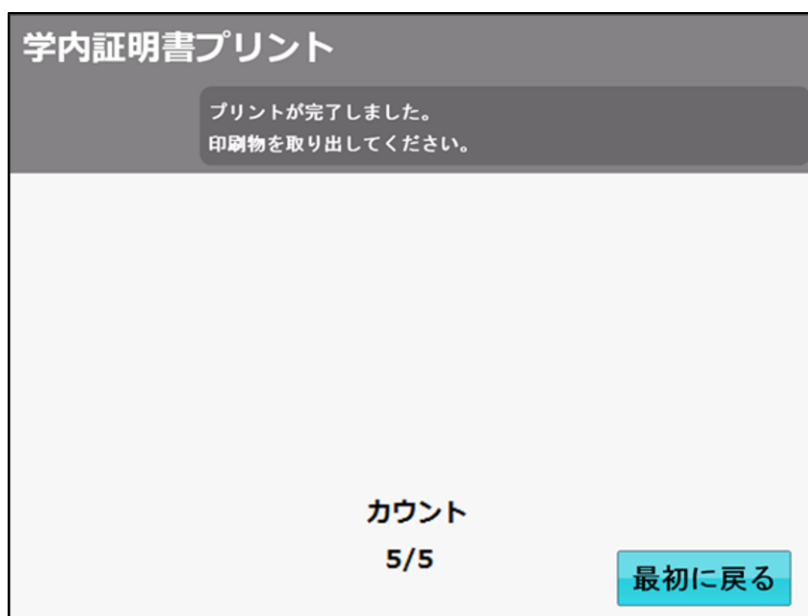 学内証明書プリント
プリントが完了しました。
印刷物を取り出してください。
カウント
5/5
最初に戻る